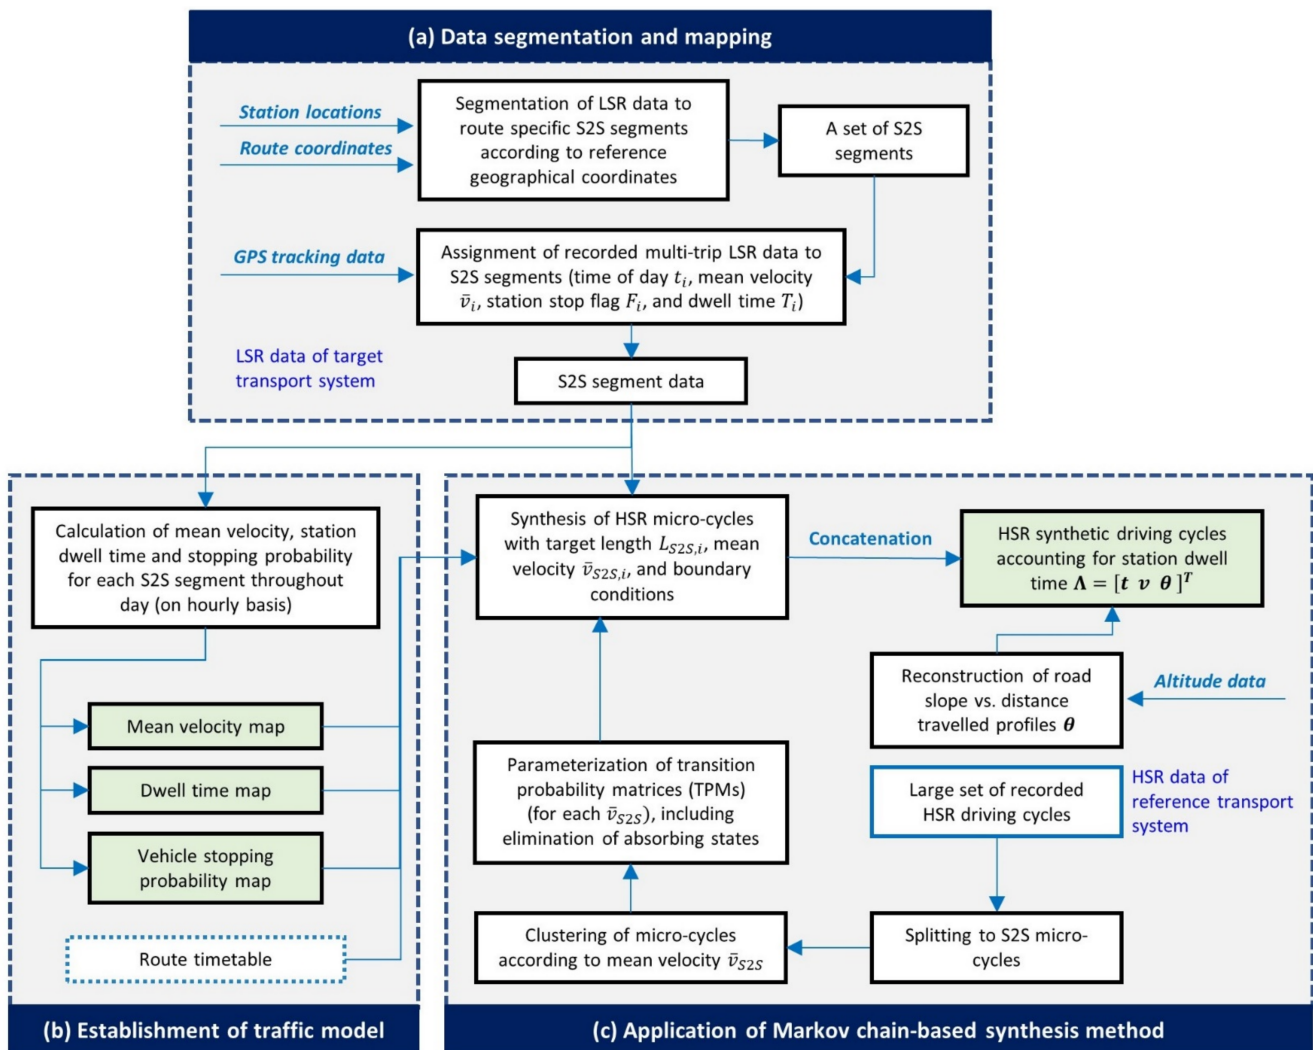 (a) Data segmentation and mapping
Station locations
Route coordinates
Segmentation of LSR data to
route specific S2S segments
according to reference
geographical coordinates
A set of S2S
segments
GPS tracking data
Assignment of recorded multi-trip LSR data to
S2S segments (time of day t_i, mean velocity
v̄_i, station stop flag F_i, and dwell time T_i)
LSR data of target
transport system
S2S segment data
Calculation of mean velocity, station
dwell time and stopping probability
for each S2S segment throughout
day (on hourly basis)
Mean velocity map
Dwell time map
Vehicle stopping
probability map
Route timetable
(b) Establishment of traffic model
Synthesis of HSR micro-cycles
with target length L_{S2S,i}, mean
velocity v̄_{S2S,i}, and boundary
conditions
Concatenation
HSR synthetic driving cycles
accounting for station dwell
time Λ = [t v θ]^T
Reconstruction of road
slope vs. distance
travelled profiles θ
Altitude data
Parameterization of transition
probability matrices (TPMs)
(for each v̄_{S2S}), including
elimination of absorbing states
Large set of recorded
HSR driving cycles
HSR data of
reference transport
system
Clustering of micro-cycles
according to mean velocity v̄_{S2S}
Splitting to S2S micro-
cycles
(c) Application of Markov chain-based synthesis method